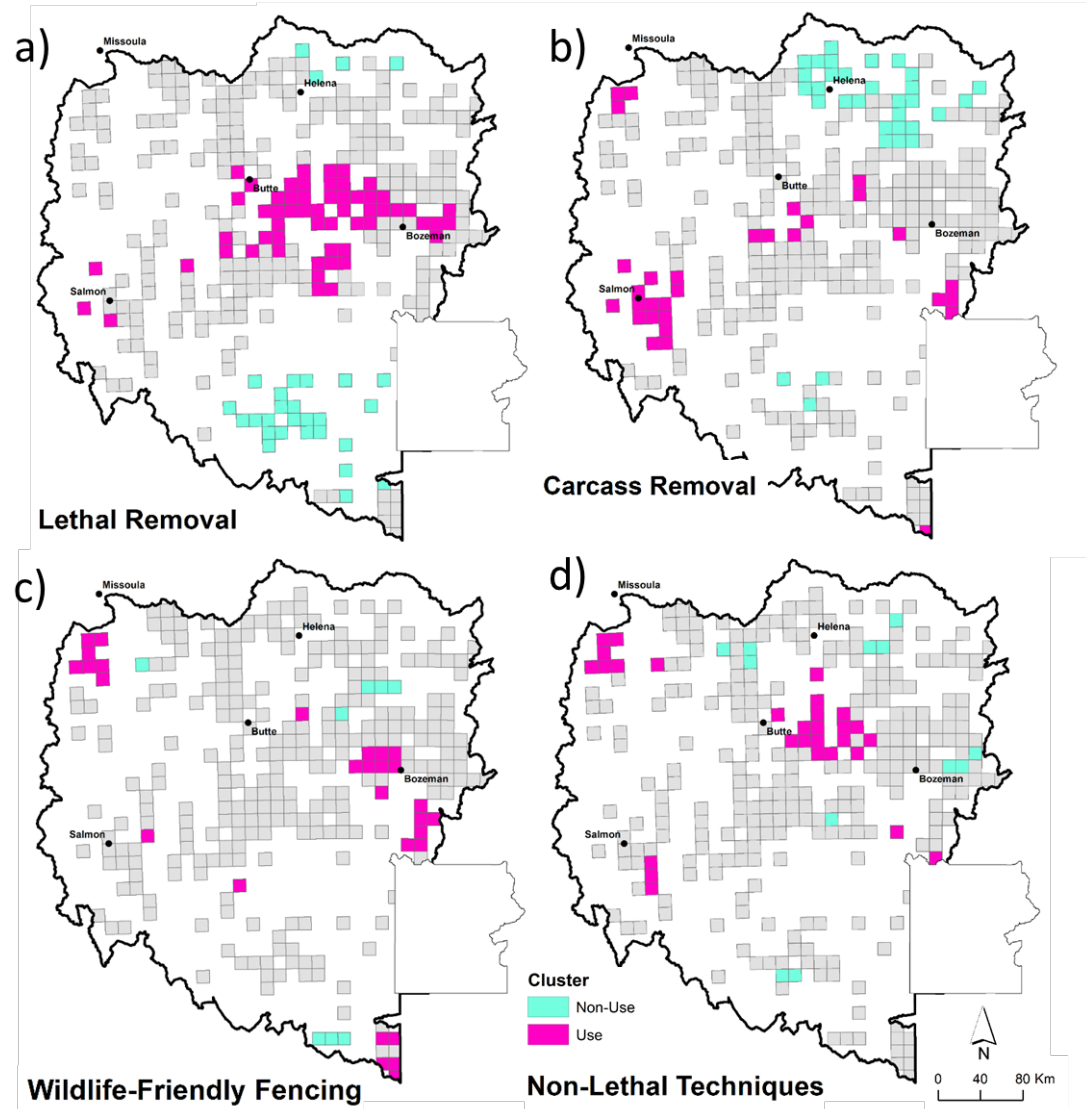 a)
Missoula
Helena
Butte
Bozeman
Salmon
Lethal Removal
b)
Missoula
Helena
Butte
Bozeman
Salmon
Carcass Removal
c)
Missoula
Helena
Butte
Bozeman
Salmon
Wildlife-Friendly Fencing
d)
Missoula
Helena
Butte
Bozeman
Salmon
Cluster
Non-Use
Use
Non-Lethal Techniques
N
0 40 80 Km